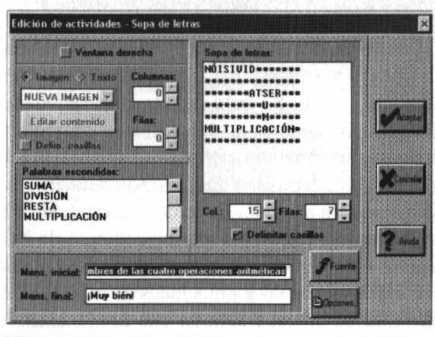 Edición de actividades - Sopa de letras
Ventana derecha
Imagen Texto Columnas:
NUEVA IMAGEN 0
Editar contenido Filas:
0
Delim. casillas
Palabras escondidas:
SUMA
DIVISIÓN
RESTA
MULTIPLICACIÓN
Sopa de letras:
NÓISIVID*******
***************
*******ATSER***
*********U*****
*********M*****
MULTIPLICACIÓN*
Col.: 15 Filas: 7
Delimitar casillas
Aceptar
Cancelar
Ayuda
Mens. inicial: mbres de las cuatro operaciones aritméticas
Mens. final: ¡Muy bién!
Fuente
Opciones